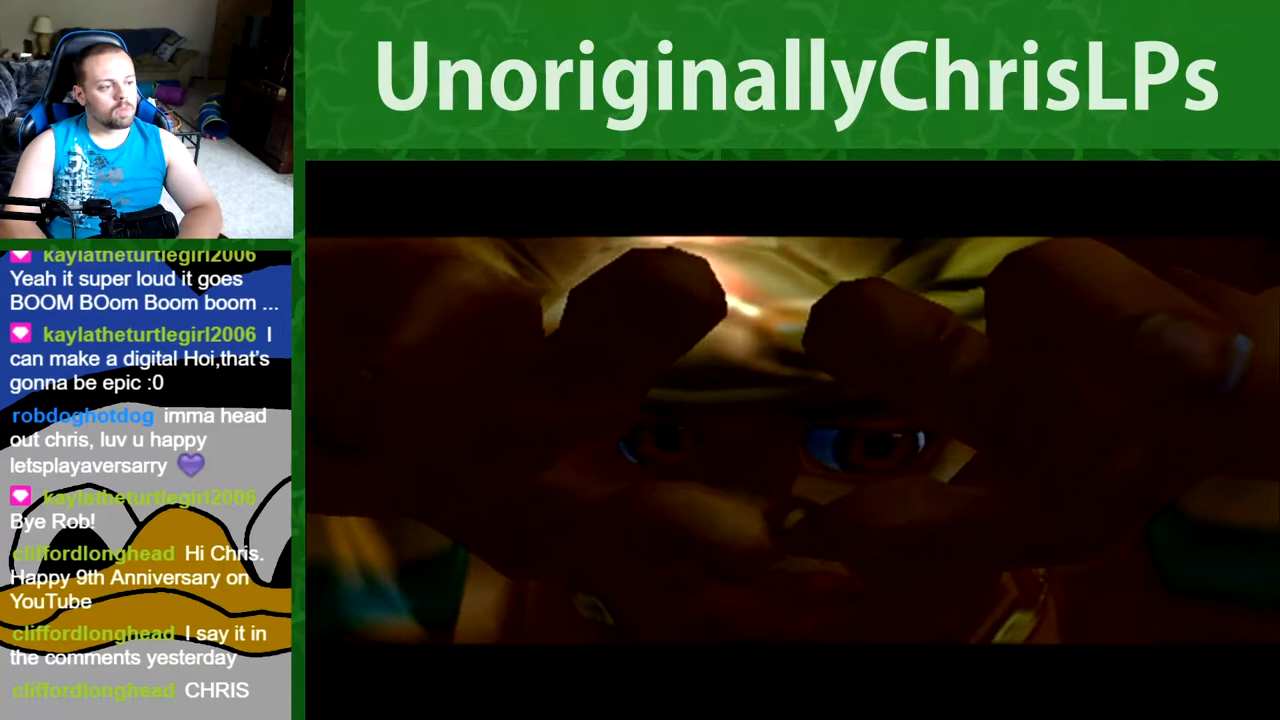 UnoriginallyChrisLPs
kaylatheturtlegirl2006
Yeah it super loud it goes
BOOM BOom Boom boom ...
kaylatheturtlegirl2006 I
can make a digital Hoi,that's
gonna be epic :0
robdoghotdog imma head
out chris, luv u happy
letsplayaversarry
kaylatheturtlegirl2006
Bye Rob!
cliffordlonghead Hi Chris.
Happy 9th Anniversary on
YouTube
cliffordlonghead I say it in
the comments yesterday
cliffordlonghead CHRIS